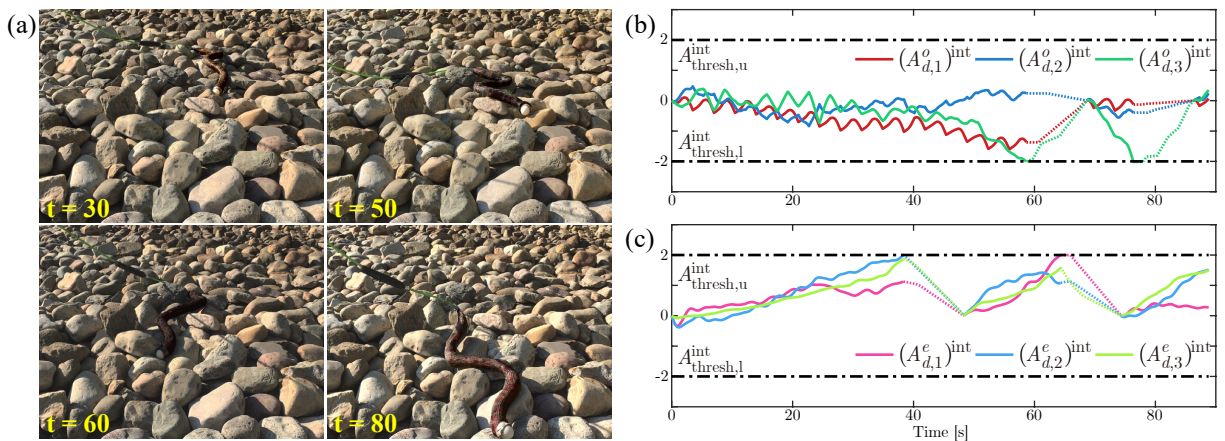 (a)
t = 30
t = 50
t = 60
t = 80
(b)
2
0
-2
A^int_thresh,u
(A^o_d,1)^int (A^o_d,2)^int (A^o_d,3)^int
A^int_thresh,l
0 20 40 60 80
(c)
2
0
-2
A^int_thresh,u
A^int_thresh,l
(A^e_d,1)^int (A^e_d,2)^int (A^e_d,3)^int
0 20 40 60 80
Time [s]